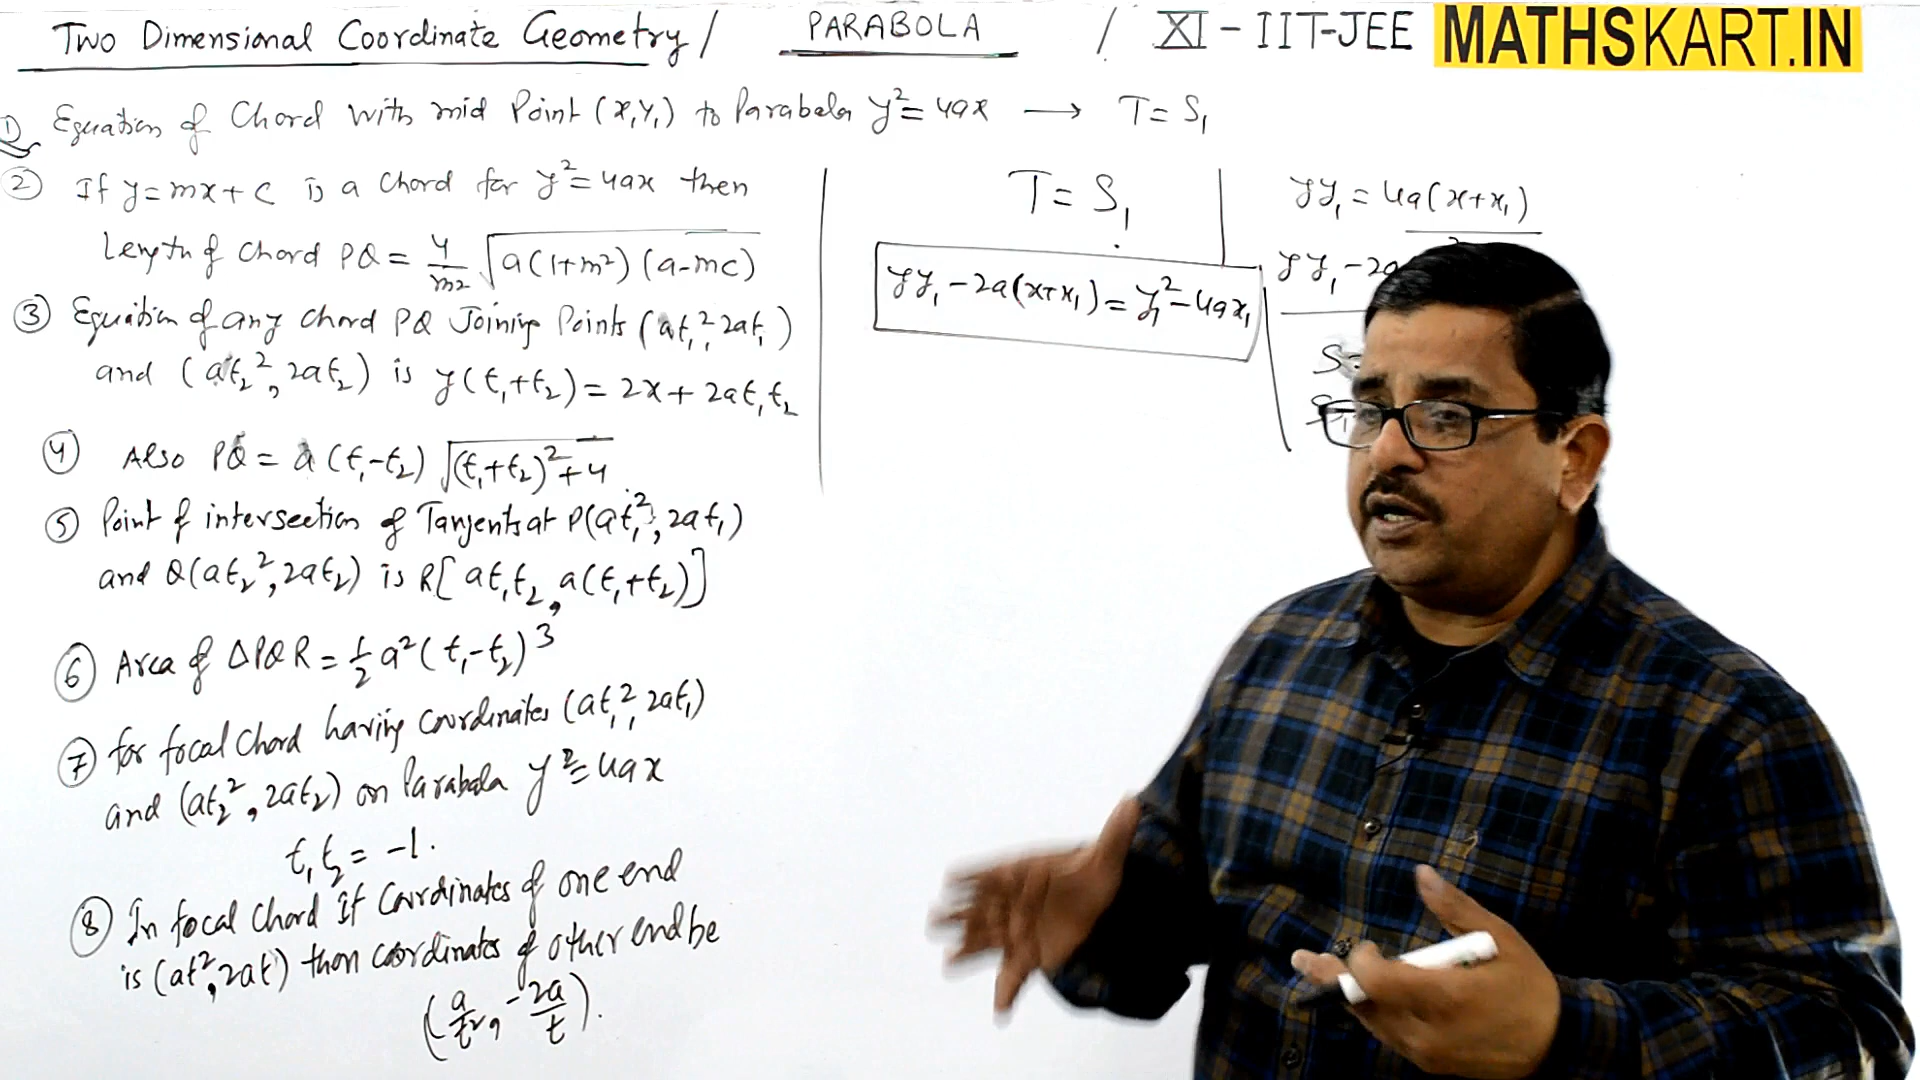 Two Dimensional Coordinate Geometry / PARABOLA / XI - IIT-JEE MATHSKART.IN
① Equation of Chord with mid Point (x₁y₁) to Parabola y² = 4ax → T = S₁
② If y = mx + c is a chord for y² = 4ax then
Length of chord PQ = 4/m² √(a(1+m²)(a-mc))
③ Equation of any chord PQ Joining Points (at₁², 2at₁)
and (at₂², 2at₂) is y(t₁+t₂) = 2x + 2at₁t₂
④ Also PQ = a(t₁-t₂) √((t₁+t₂)²+4)
⑤ Point of intersection of Tangents at P(at₁², 2at₁)
and Q(at₂², 2at₂) is R[at₁t₂, a(t₁+t₂)]
⑥ Area of ΔPQR = 1/2 a²(t₁-t₂)³
⑦ for focal chord having coordinates (at₁², 2at₁)
and (at₂², 2at₂) on Parabola y² = 4ax
t₁t₂ = -1.
⑧ In focal chord If Coordinates of one end
is (at², 2at) then coordinates of other end be
(a/t², -2a/t).
T = S₁
yy₁ - 2a(x+x₁) = y₁² - 4ax₁
yy₁ = 4a(x+x₁)
yy₁ - 2a
S =
S₁